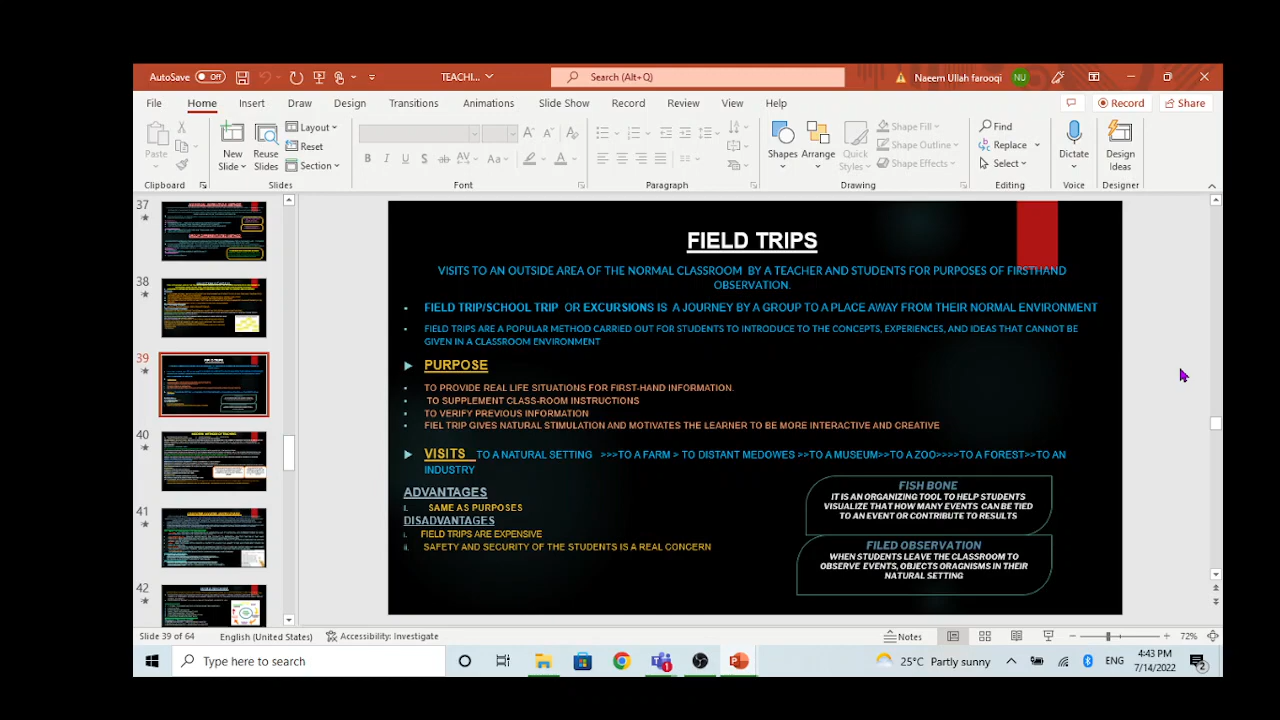 AutoSave Off TEACHI... Search (Alt+Q) Naeem Ullah farooqi NU
File Home Insert Draw Design Transitions Animations Slide Show Record Review View Help Record Share
Paste New Slide Reuse Slides Layout Reset Section Shapes Arrange Quick Styles Shape Fill Shape Outline Shape Effects Find Replace Select Dictate Design Ideas
Clipboard Slides Font Paragraph Drawing Editing Voice Designer
37
38
39
40
41
42
FIELD TRIPS
VISITS TO AN OUTSIDE AREA OF THE NORMAL CLASSROOM BY A TEACHER AND STUDENTS FOR PURPOSES OF FIRSTHAND
OBSERVATION.
FIELD TRIP/SCHOOL TRIP OR EXCURSION IS A JOURNEY BY A GROUP TO A PLACE AWAY FROM THEIR NORMAL ENVIRNMENT
FIELD TRIPS ARE A POPULAR METHOD CARRIED OUT FOR STUDENTS TO INTRODUCE TO THE CONCEPTS, EXPERIENCES, AND IDEAS THAT CANNOT BE
GIVEN IN A CLASSROOM ENVIRONMENT
PURPOSE
TO PROVIDE REAL LIFE SITUATIONS FOR FIRST-HAND INFORMATION.
TO SUPPLEMENT CLASS-ROOM INSTRUCTIONS
TO VERIFY PREVIOUS INFORMATION
FIEL TRIP GIVES NATURAL STIMULATION AND MOTIVATES THE LEARNER TO BE MORE INTERACTIVE AND CREATIVE
VISITS TO A NATURAL SETTING >>>TO A FARM > TO DISTANT MEDOWES >>TO A MUSEUM>>TO A ZOO>>>>TO A FOREST>>TO AN
INDUSTRY
ADVANTAGES
I. SAME AS PURPOSES
DISADVANTAGES
I. FIELD TRIPS ARE EXPENSIVE
SAFETY AND SECURITY OF THE STUDENTS IS A REAL CONCERN
FISH BONE
IT IS AN ORGANIZING TOOL TO HELP STUDENTS
VISUALIZE THAT HOW MANY EVENTS CAN BE TIED
TO AN EVENT OR CONTRIBUTE TO RESULTS
FILED OBSERVATION
WHEN STUDENTS LEAVE THE CLASSROOM TO
OBSERVE EVENTS, OBJECTS ORAGNISMS IN THEIR
NATURAL SETTING
Slide 39 of 64 English (United States) Accessibility: Investigate Notes 72%
Type here to search 25°C Partly sunny ENG 4:43 PM
7/14/2022